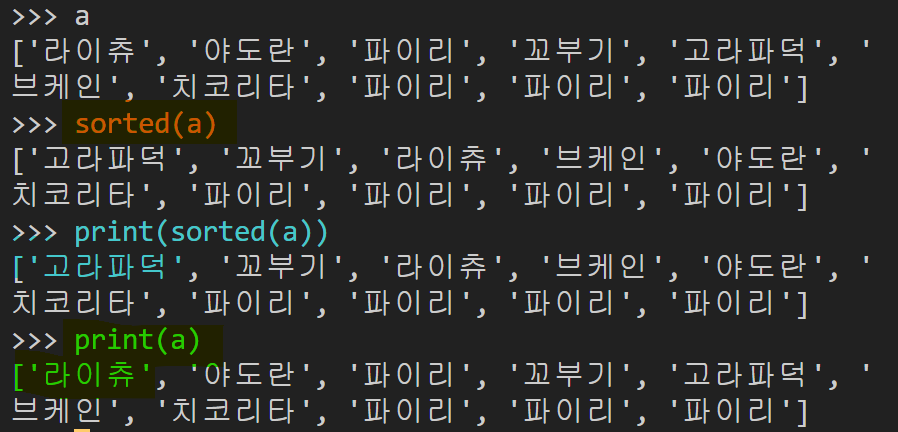 >>> a
['라이츄', '야도란', '파이리', '꼬부기', '고라파덕', '
브케인', '치코리타', '파이리', '파이리', '파이리']
>>> sorted(a)
['고라파덕', '꼬부기', '라이츄', '브케인', '야도란', '
치코리타', '파이리', '파이리', '파이리', '파이리']
>>> print(sorted(a))
['고라파덕', '꼬부기', '라이츄', '브케인', '야도란', '
치코리타', '파이리', '파이리', '파이리', '파이리']
>>> print(a)
['라이츄', '야도란', '파이리', '꼬부기', '고라파덕', '
브케인', '치코리타', '파이리', '파이리', '파이리']